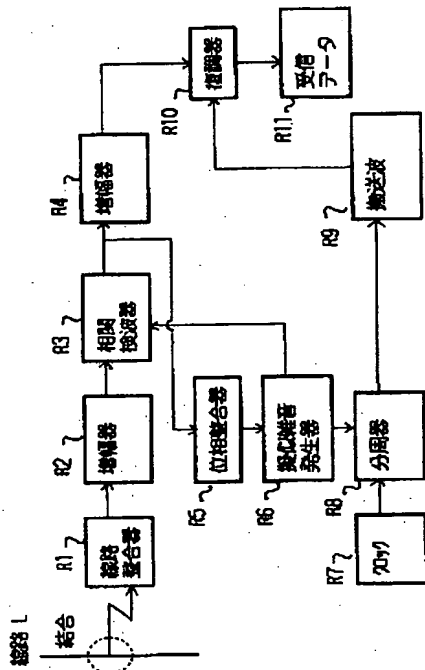 線路 L
結合
R1
線路
整合器
R2
増幅器
R3
相関
検波器
R4
増幅器
R5
位相整合器
R6
擬似雑音
発生器
R7
クロック
R8
分周器
R9
搬送波
R10
復調器
R11
受信
データ